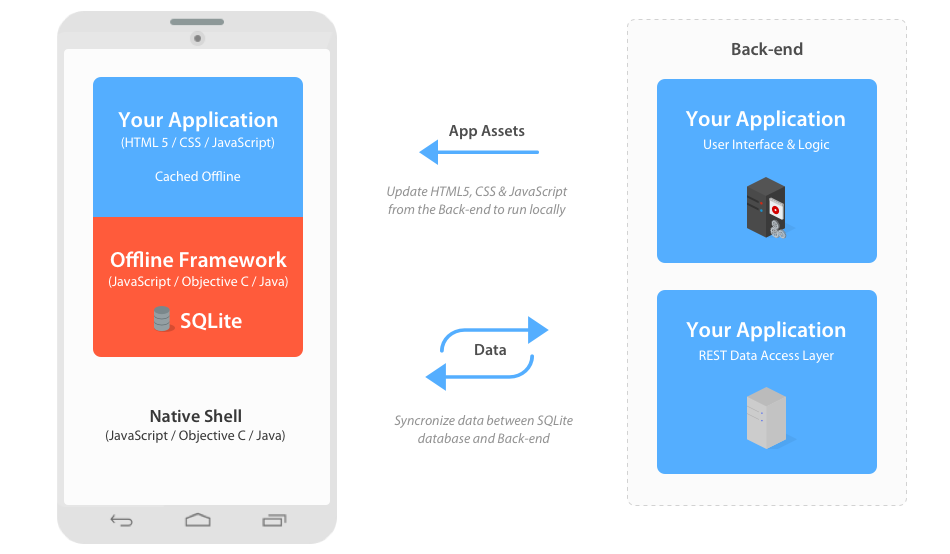 Your Application
(HTML 5 / CSS / JavaScript)
Cached Offline
Offline Framework
(JavaScript / Objective C / Java)
SQLite
Native Shell
(JavaScript / Objective C / Java)
App Assets
Update HTML5, CSS & JavaScript
from the Back-end to run locally
Data
Syncronize data between SQLite
database and Back-end
Back-end
Your Application
User Interface & Logic
Your Application
REST Data Access Layer